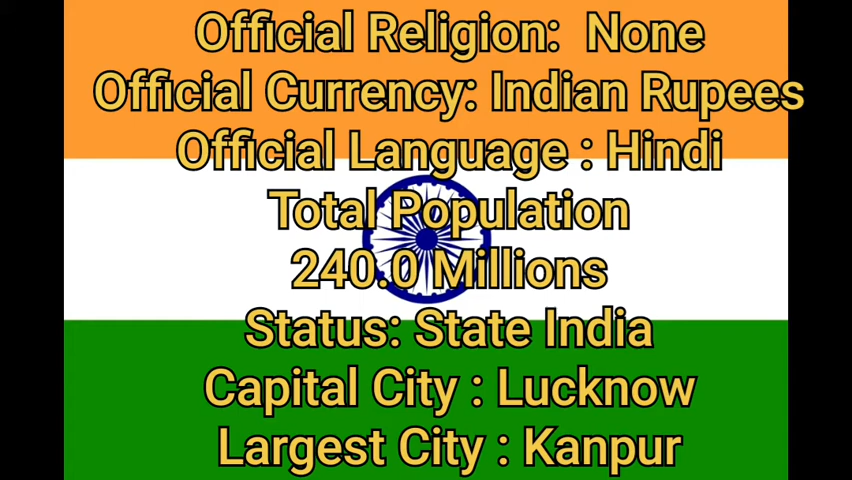 Official Religion: None
Official Currency: Indian Rupees
Official Language : Hindi
Total Population
240.0 Millions
Status: State India
Capital City : Lucknow
Largest City : Kanpur